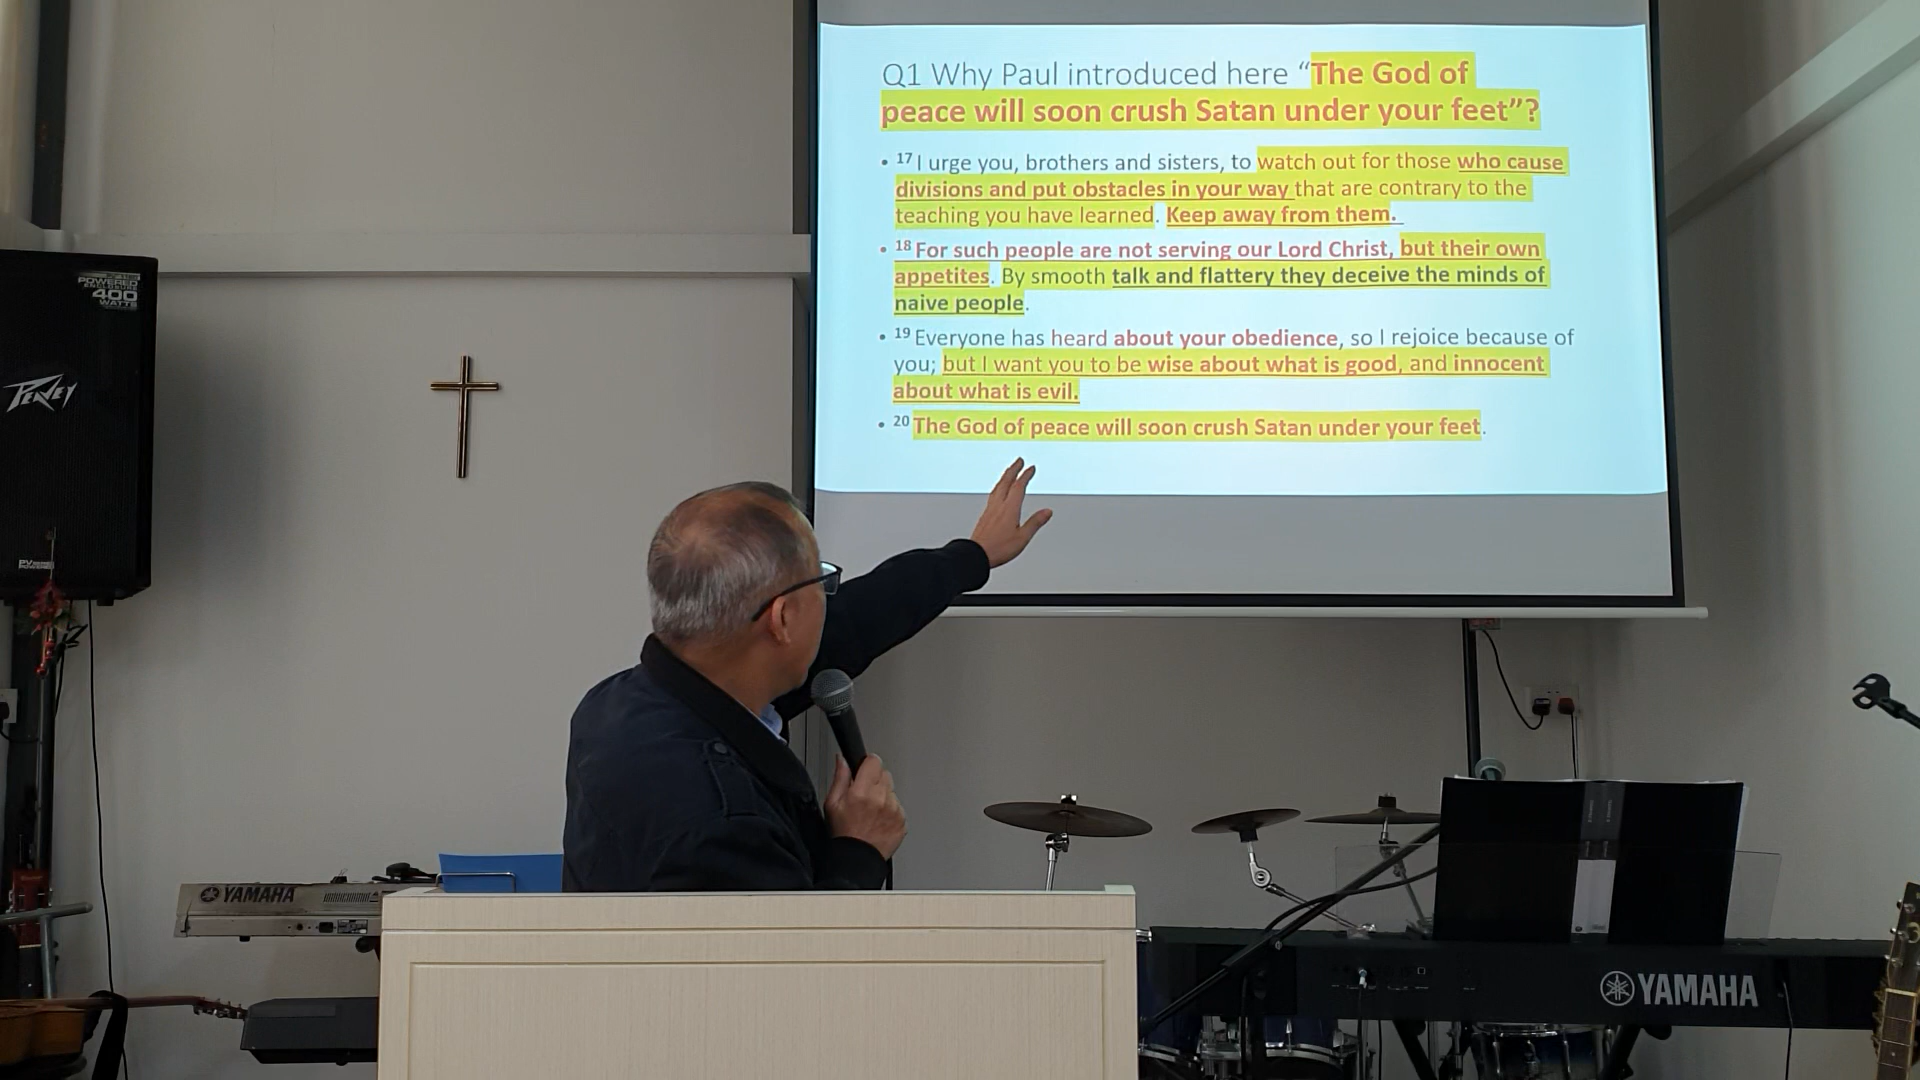 Q1 Why Paul introduced here “The God of
peace will soon crush Satan under your feet”?
• 17 I urge you, brothers and sisters, to watch out for those who cause
divisions and put obstacles in your way that are contrary to the
teaching you have learned. Keep away from them.
• 18 For such people are not serving our Lord Christ, but their own
appetites. By smooth talk and flattery they deceive the minds of
naive people.
• 19 Everyone has heard about your obedience, so I rejoice because of
you; but I want you to be wise about what is good, and innocent
about what is evil.
• 20 The God of peace will soon crush Satan under your feet.
POWERED
400
WATTS
PEAVEY
YAMAHA
YAMAHA